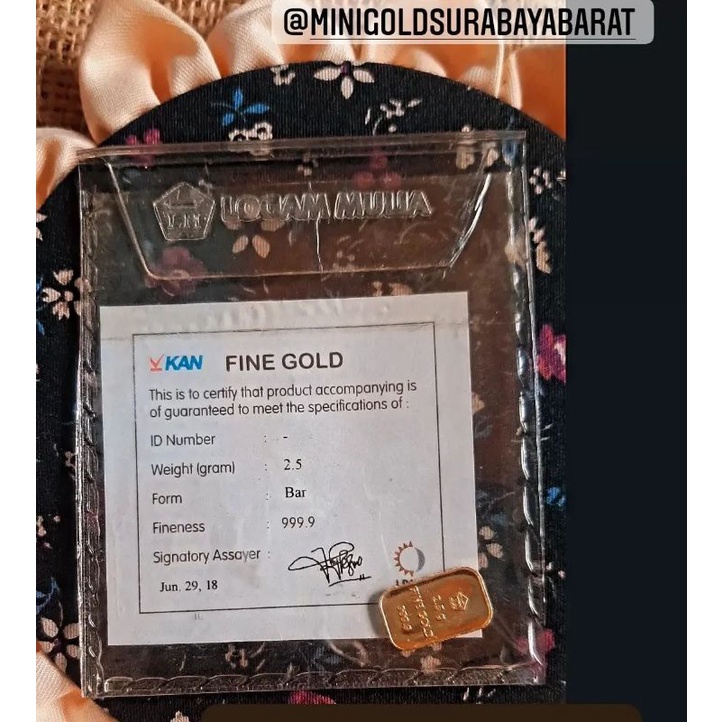 @MINIGOLDSURABAYABARAT
LM
LOGAM MULIA
KAN FINE GOLD
This is to certify that product accompanying is
of guaranteed to meet the specifications of :
ID Number : -
Weight (gram) : 2.5
Form : Bar
Fineness : 999.9
Signatory Assayer :
Jun. 29, 18